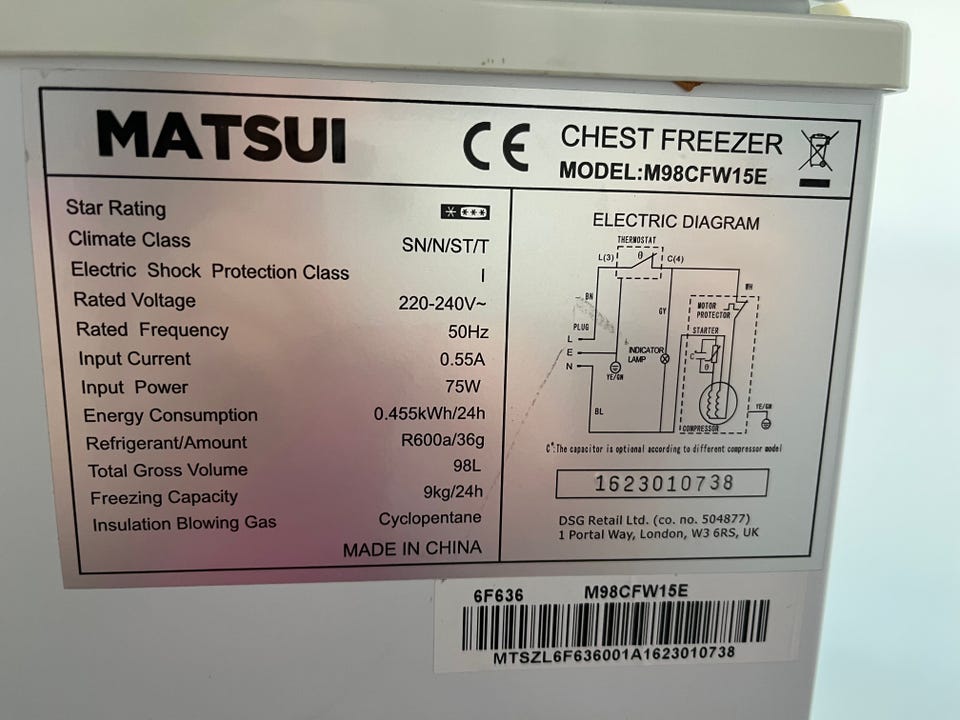 MATSUI
CE
CHEST FREEZER
MODEL:M98CFW15E
Star Rating
Climate Class SN/N/ST/T
Electric Shock Protection Class I
Rated Voltage 220-240V~
Rated Frequency 50Hz
Input Current 0.55A
Input Power 75W
Energy Consumption 0.455kWh/24h
Refrigerant/Amount R600a/36g
Total Gross Volume 98L
Freezing Capacity 9kg/24h
Insulation Blowing Gas Cyclopentane
MADE IN CHINA
ELECTRIC DIAGRAM
THERMOSTAT
L(3) θ C(4)
WH
BN
GY
MOTOR
PROTECTOR
PLUG
STARTER
L
E
N
INDICATOR
LAMP
C*
θ
YE/GN
BL
YE/GN
COMPRESSOR
C*:The capacitor is optional according to different compressor model
1623010738
DSG Retail Ltd. (co. no. 504877)
1 Portal Way, London, W3 6RS, UK
6F636 M98CFW15E
MTSZL6F636001A1623010738